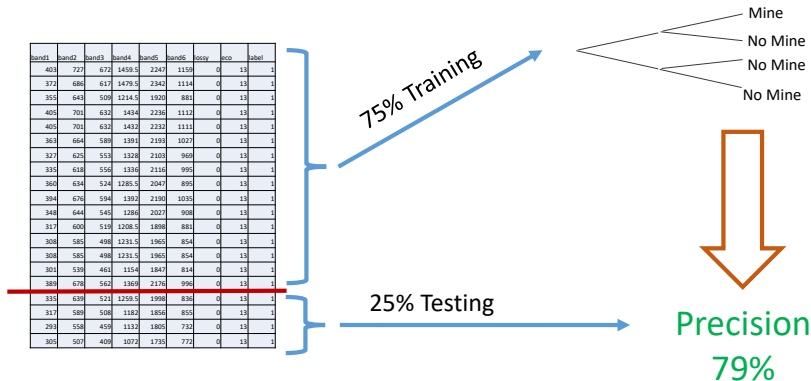 band1 band2 band3 band4 band5 band6 fossy eco label
403 727 672 1459.5 2247 1159 0 13 1
372 686 617 1479.5 2342 1114 0 13 1
355 643 509 1214.5 1920 881 0 13 1
405 701 632 1434 2236 1112 0 13 1
405 701 632 1432 2232 1111 0 13 1
363 664 589 1391 2193 1027 0 13 1
327 625 553 1328 2103 969 0 13 1
335 618 556 1336 2116 995 0 13 1
360 634 524 1285.5 2047 895 0 13 1
394 676 594 1392 2190 1035 0 13 1
348 644 545 1286 2027 908 0 13 1
317 600 519 1208.5 1898 881 0 13 1
308 585 498 1231.5 1965 854 0 13 1
308 585 498 1231.5 1965 854 0 13 1
301 539 461 1154 1847 814 0 13 1
389 678 562 1369 2176 996 0 13 1
335 639 521 1259.5 1998 836 0 13 1
317 589 508 1182 1856 855 0 13 1
293 558 459 1132 1805 732 0 13 1
305 507 409 1072 1735 772 0 13 1
75% Training
Mine
No Mine
No Mine
No Mine
25% Testing
Precision
79%